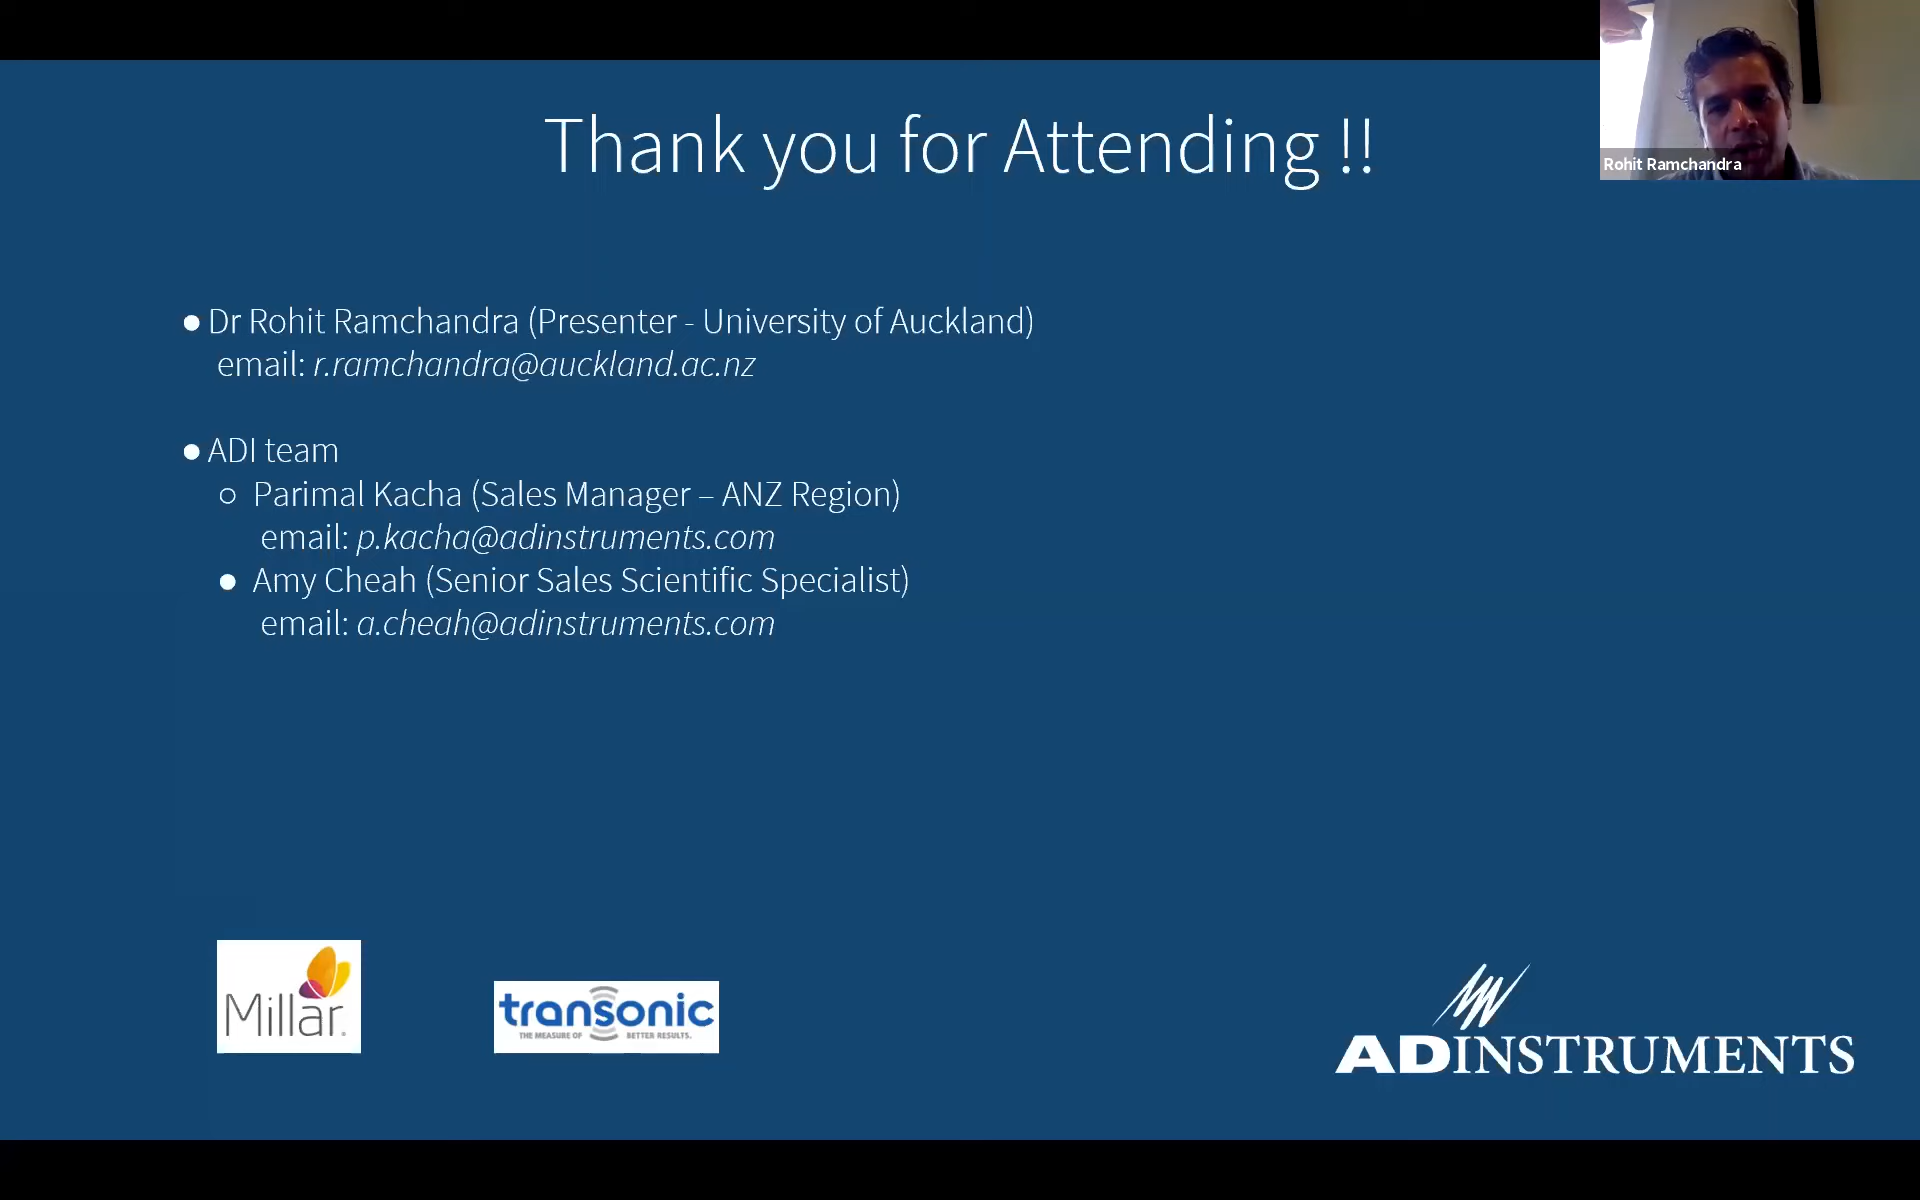 Thank you for Attending !!
Rohit Ramchandra
● Dr Rohit Ramchandra (Presenter - University of Auckland)
email: r.ramchandra@auckland.ac.nz
● ADI team
○ Parimal Kacha (Sales Manager – ANZ Region)
email: p.kacha@adinstruments.com
● Amy Cheah (Senior Sales Scientific Specialist)
email: a.cheah@adinstruments.com
Millar.
transonic
THE MEASURE OF BETTER RESULTS.
ADINSTRUMENTS